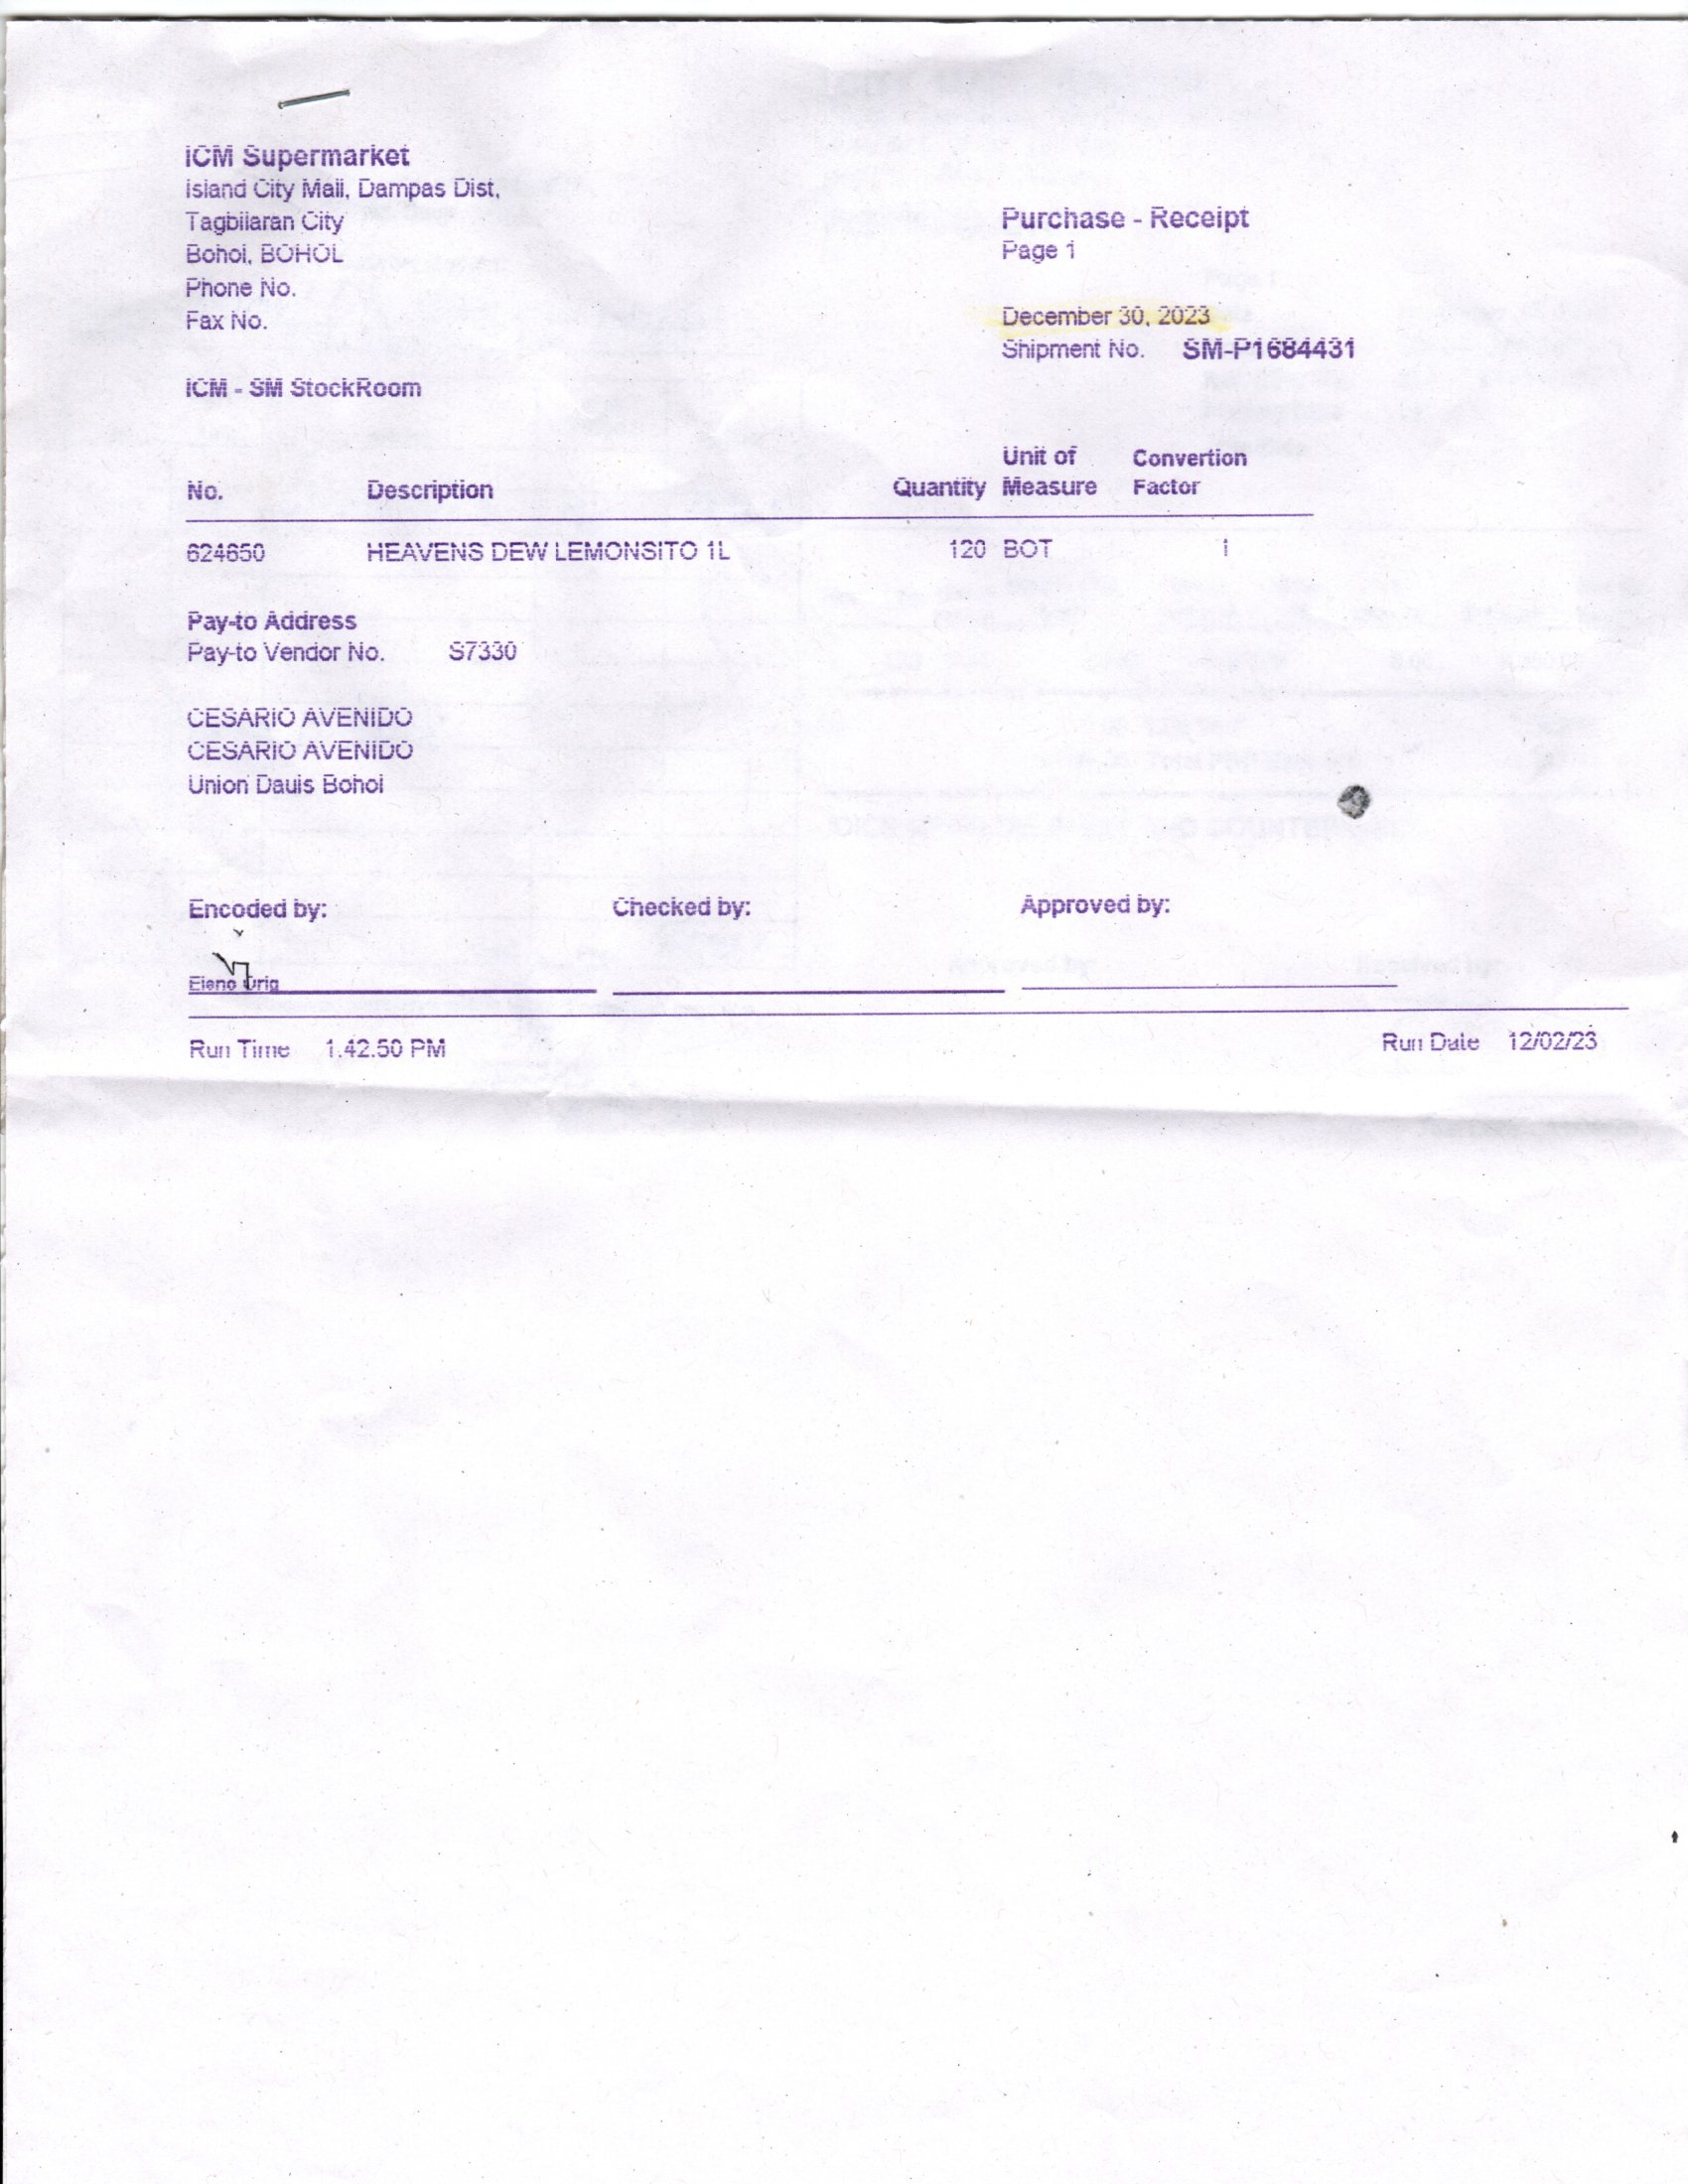 ICM Supermarket
Island City Mall, Dampas Dist,
Tagbilaran City
Bohol, BOHOL
Phone No.
Fax No.
Purchase - Receipt
Page 1
December 30, 2023
Shipment No. SM-P1684431
ICM - SM StockRoom
No. Description Quantity Unit of Measure Convertion Factor
624650 HEAVENS DEW LEMONSITO 1L 120 BOT 1
Pay-to Address
Pay-to Vendor No. S7330
CESARIO AVENIDO
CESARIO AVENIDO
Union Dauis Bohol
Encoded by: Checked by: Approved by:
Run Time 1.42.50 PM Run Date 12/02/23